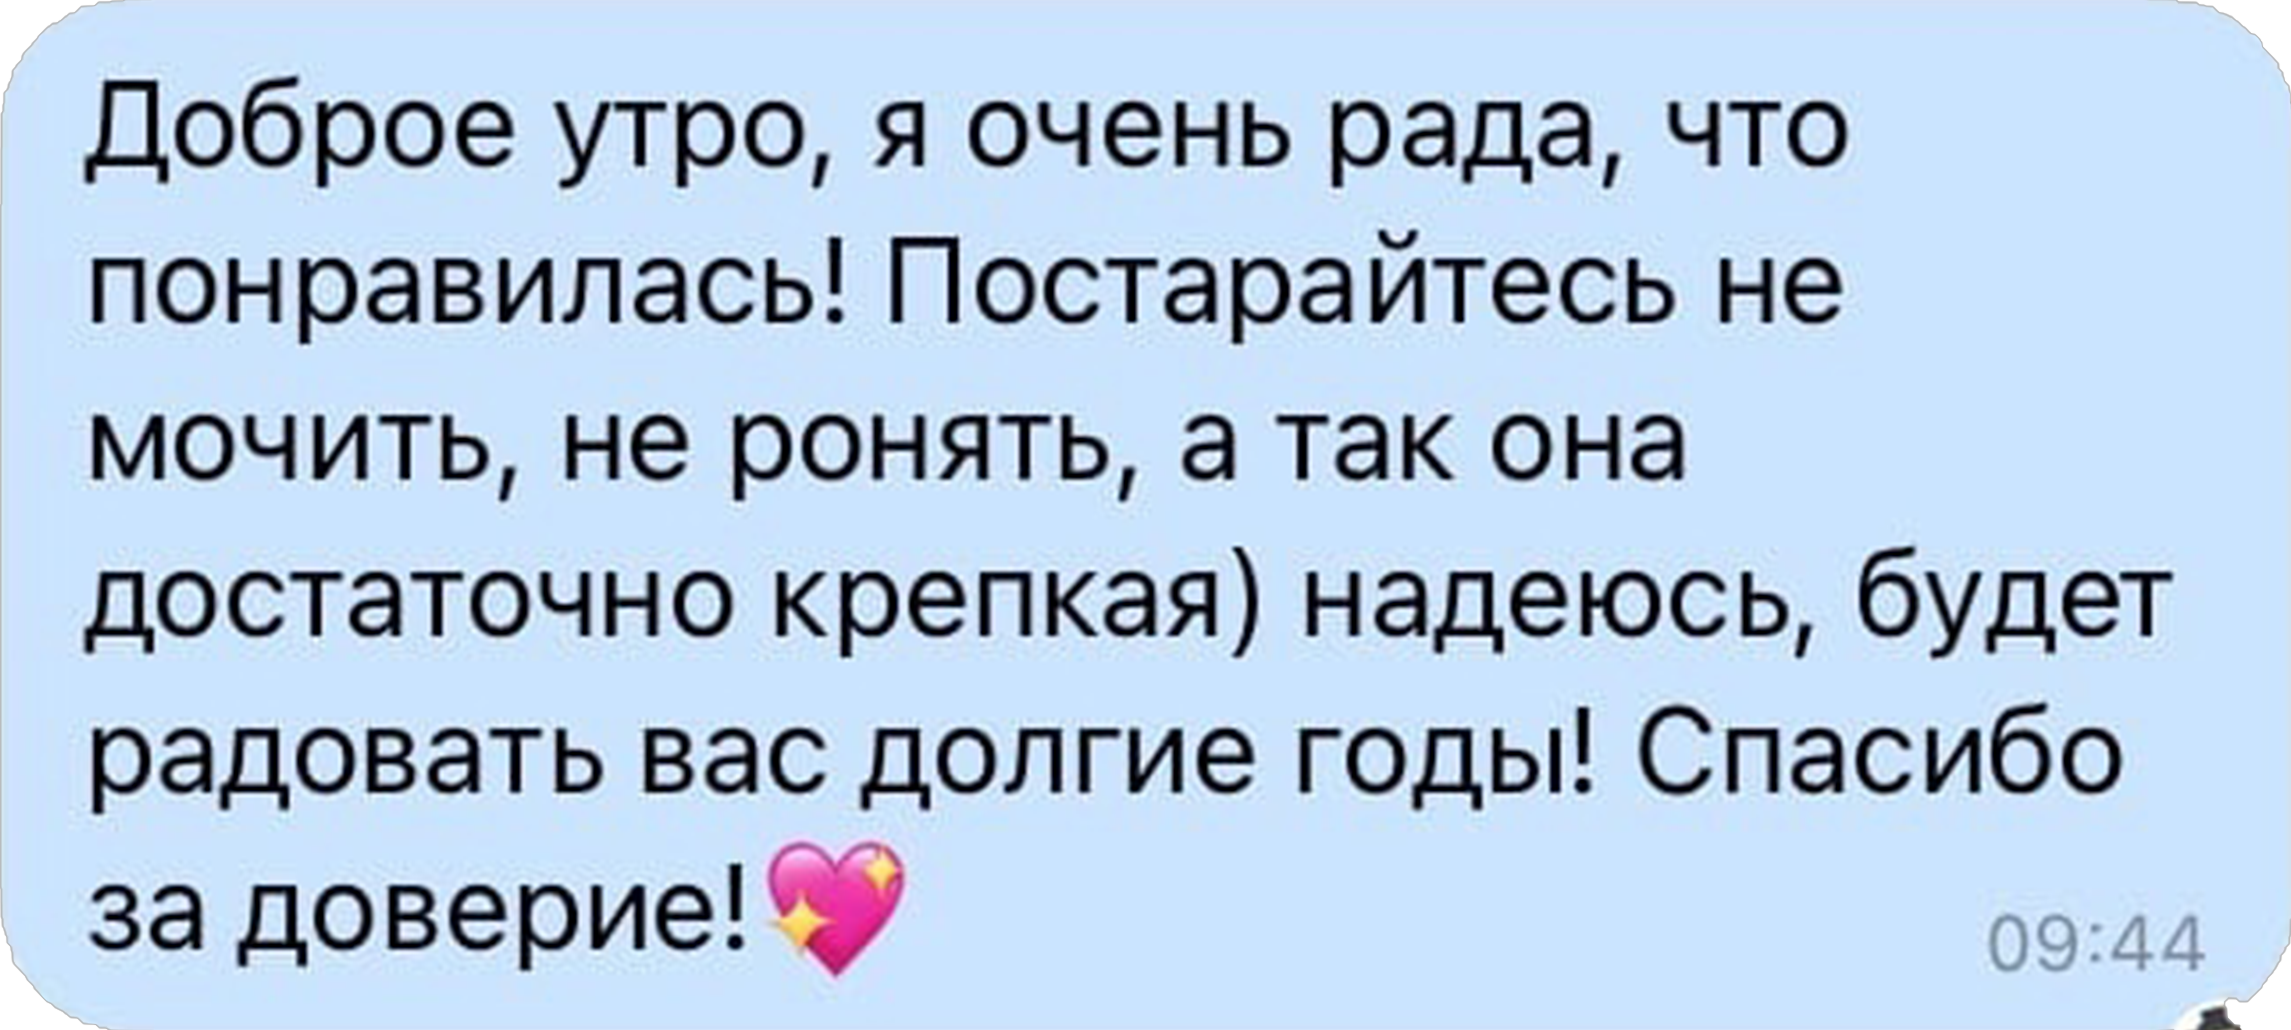 Доброе утро, я очень рада, что
понравилась! Постарайтесь не
мочить, не ронять, а так она
достаточно крепкая) надеюсь, будет
радовать вас долгие годы! Спасибо
за доверие!💖
09:44